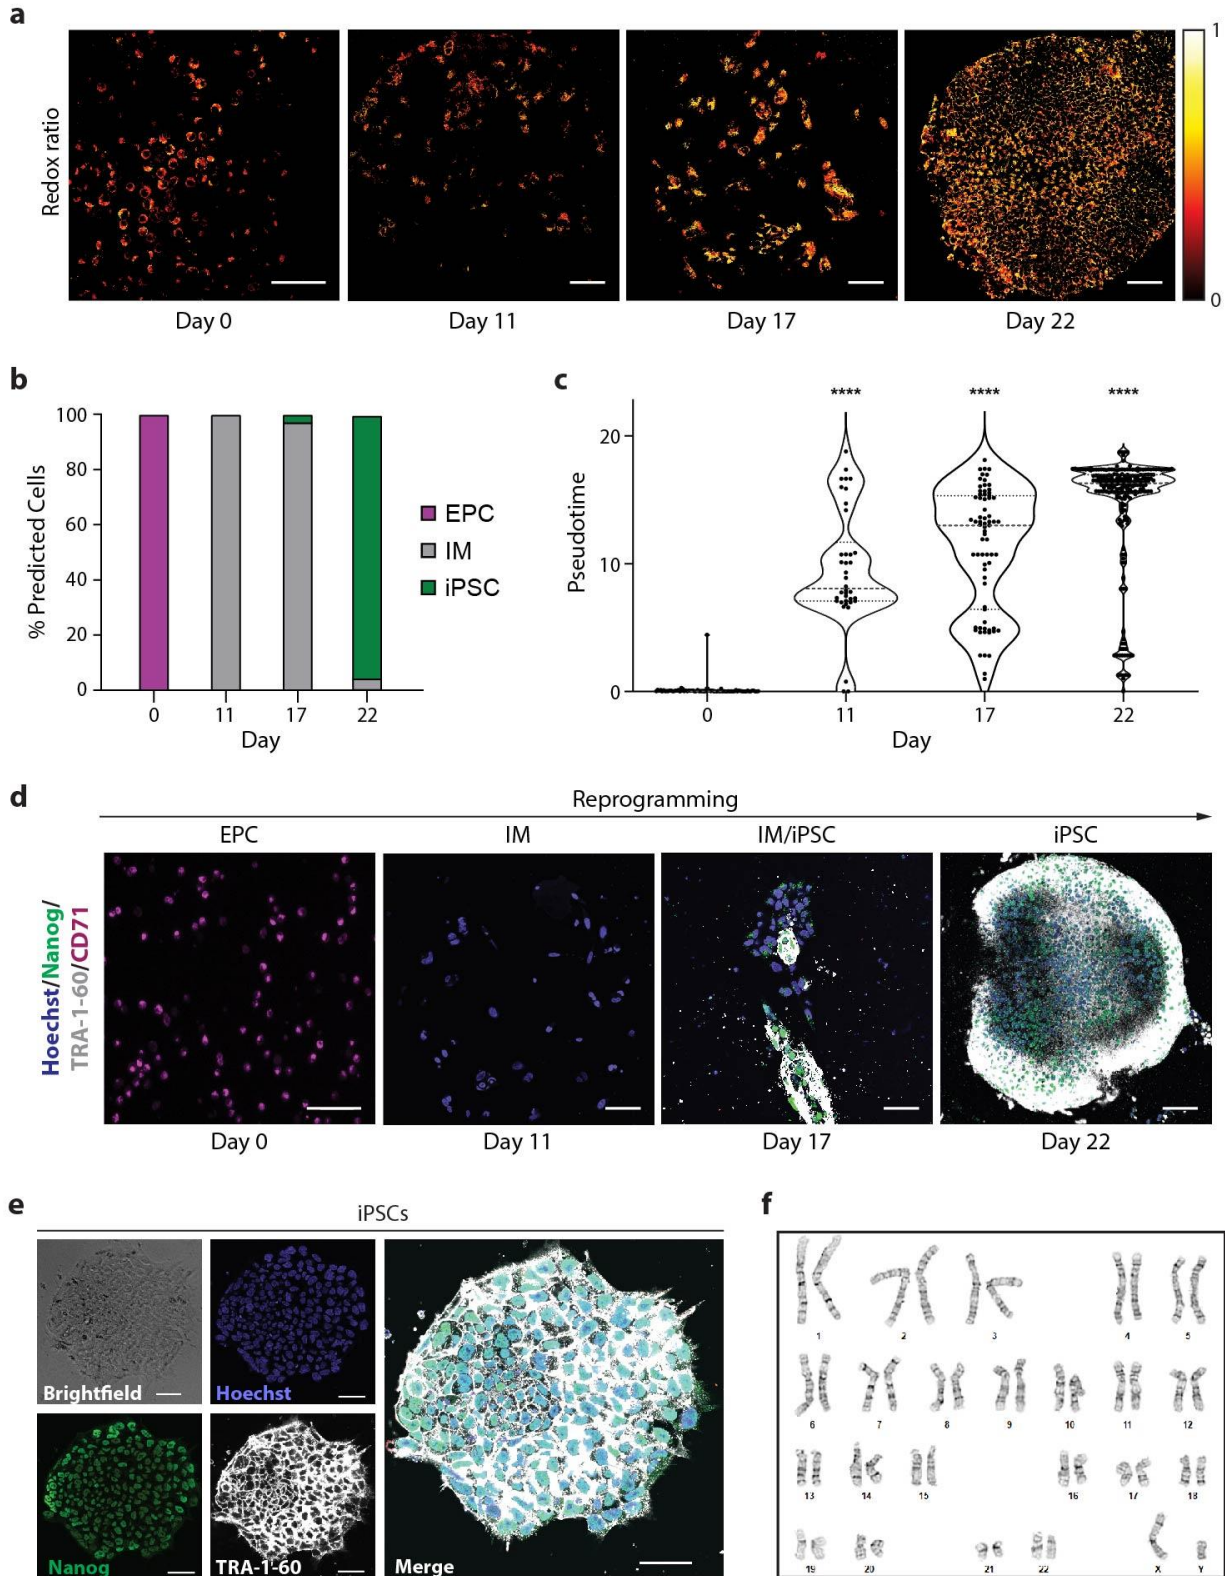 a
Redox ratio
1
0
Day 0
Day 11
Day 17
Day 22
b
% Predicted Cells
100
80
60
40
20
0
0
11
17
22
Day
EPC
IM
iPSC
c
Pseudotime
20
10
0
****
****
****
0
11
17
22
Day
d
Reprogramming
EPC
IM
IM/iPSC
iPSC
Hoechst/Nanog/
TRA-1-60/CD71
Day 0
Day 11
Day 17
Day 22
e
iPSCs
Brightfield
Hoechst
Nanog
TRA-1-60
Merge
f
1
2
3
4
5
6
7
8
9
10
11
12
13
14
15
16
17
18
19
20
21
22
X
Y